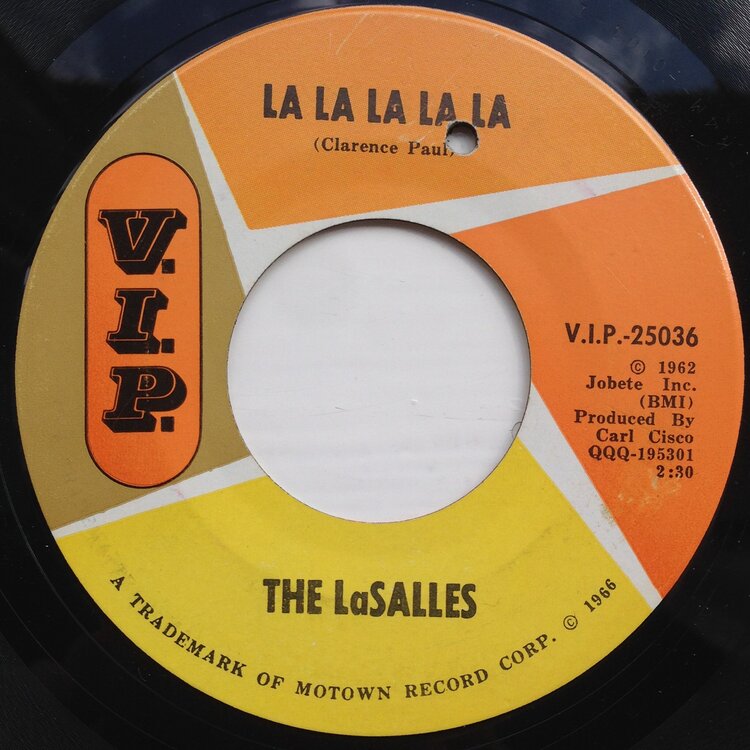 LA LA LA LA LA
(Clarence Paul)
V.I.P.
V.I.P.-25036
© 1962
Jobete Inc.
(BMI)
Produced By
Carl Cisco
QQQ-195301
2:30
THE LaSALLES
A TRADEMARK OF MOTOWN RECORD CORP. © 1966